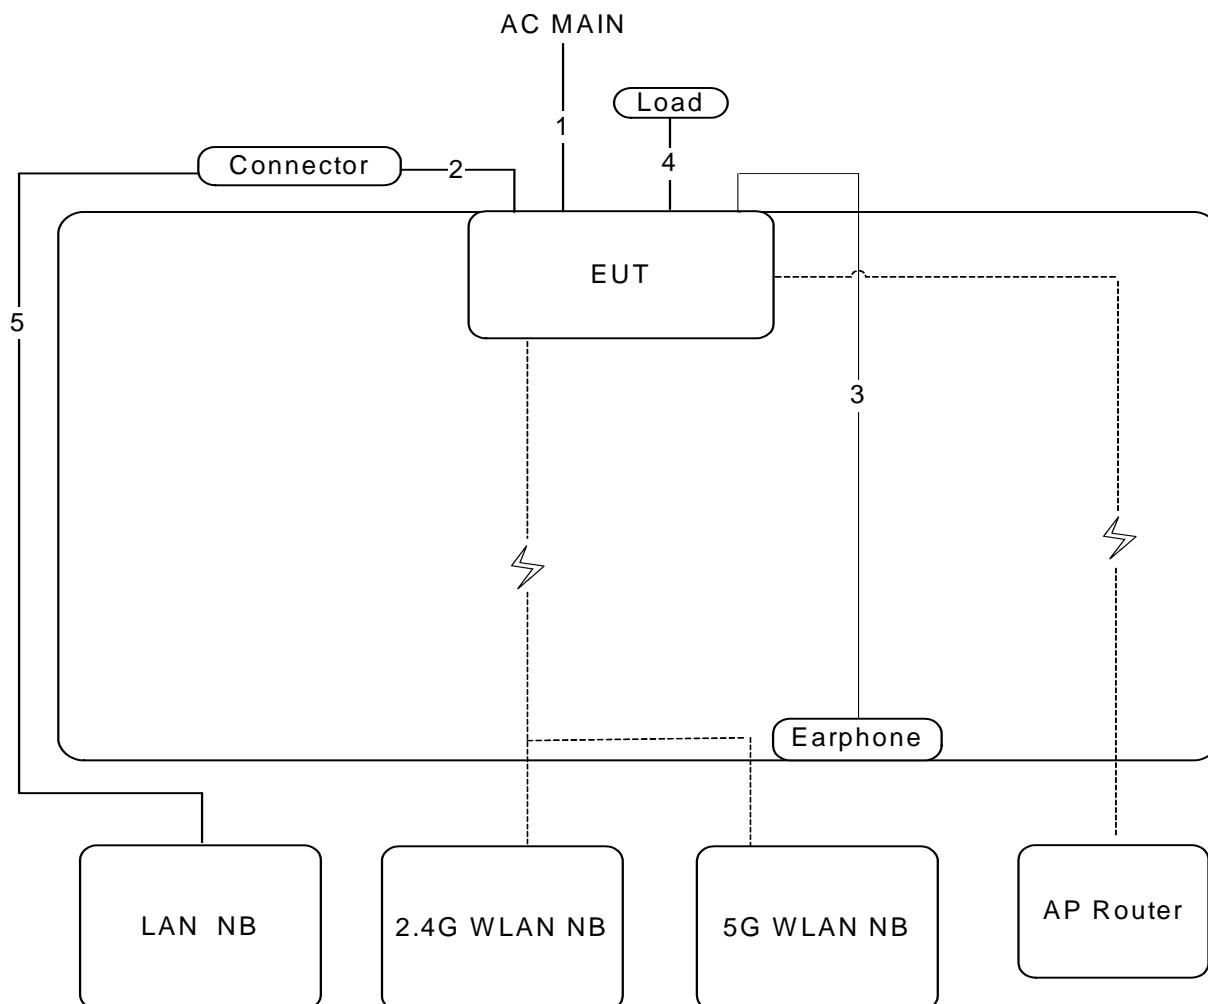 AC MAIN
Load
1
Connector
2
4
EUT
5
3
Earphone
LAN NB
2.4G WLAN NB
5G WLAN NB
AP Router